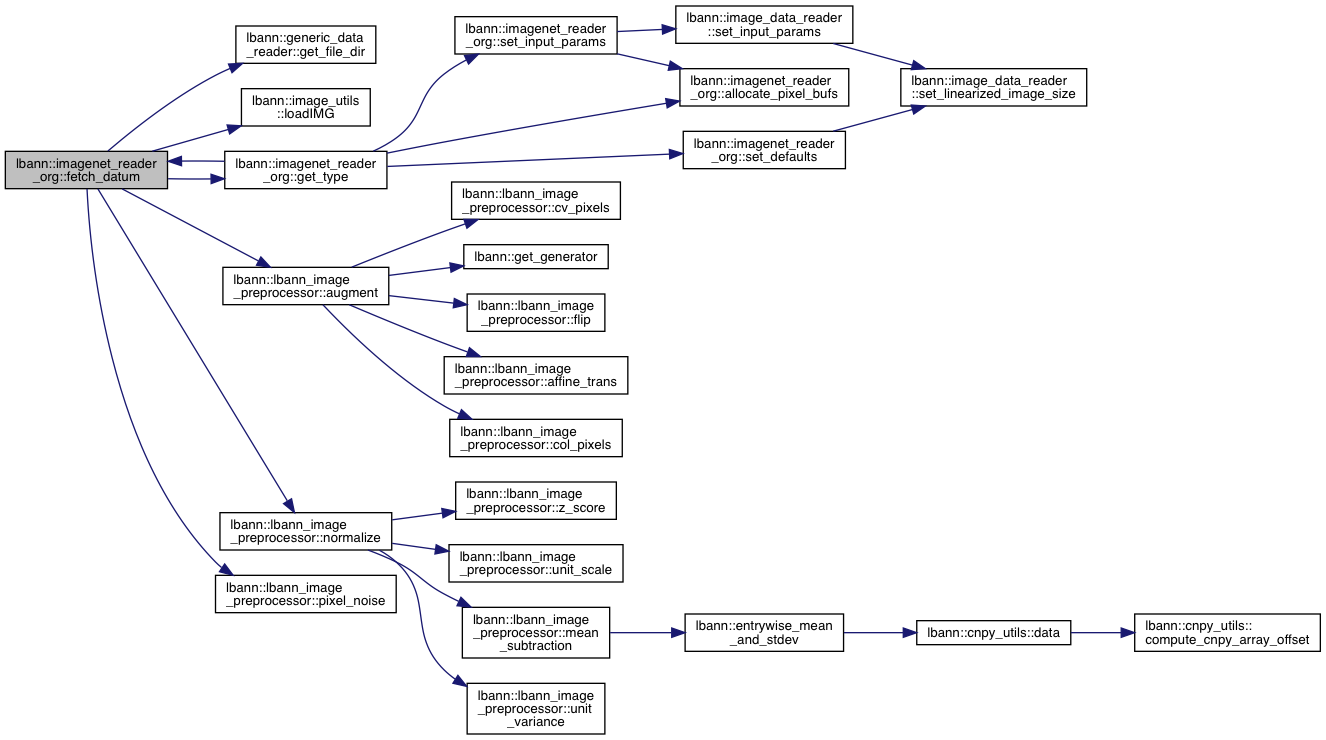 lbann::imagenet_reader
_org::fetch_datum
lbann::generic_data
_reader::get_file_dir
lbann::image_utils
::loadIMG
lbann::imagenet_reader
_org::get_type
lbann::imagenet_reader
_org::set_input_params
lbann::image_data_reader
::set_input_params
lbann::imagenet_reader
_org::allocate_pixel_bufs
lbann::image_data_reader
::set_linearized_image_size
lbann::imagenet_reader
_org::set_defaults
lbann::lbann_image
_preprocessor::augment
lbann::lbann_image
_preprocessor::cv_pixels
lbann::get_generator
lbann::lbann_image
_preprocessor::flip
lbann::lbann_image
_preprocessor::affine_trans
lbann::lbann_image
_preprocessor::col_pixels
lbann::lbann_image
_preprocessor::normalize
lbann::lbann_image
_preprocessor::pixel_noise
lbann::lbann_image
_preprocessor::z_score
lbann::lbann_image
_preprocessor::unit_scale
lbann::lbann_image
_preprocessor::mean
_subtraction
lbann::lbann_image
_preprocessor::unit
_variance
lbann::entrywise_mean
_and_stdev
lbann::cnpy_utils::data
lbann::cnpy_utils::
compute_cnpy_array_offset